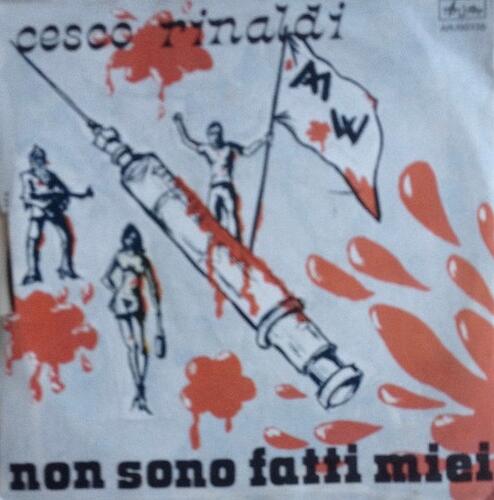 cesco rinaldi
non sono fatti miei